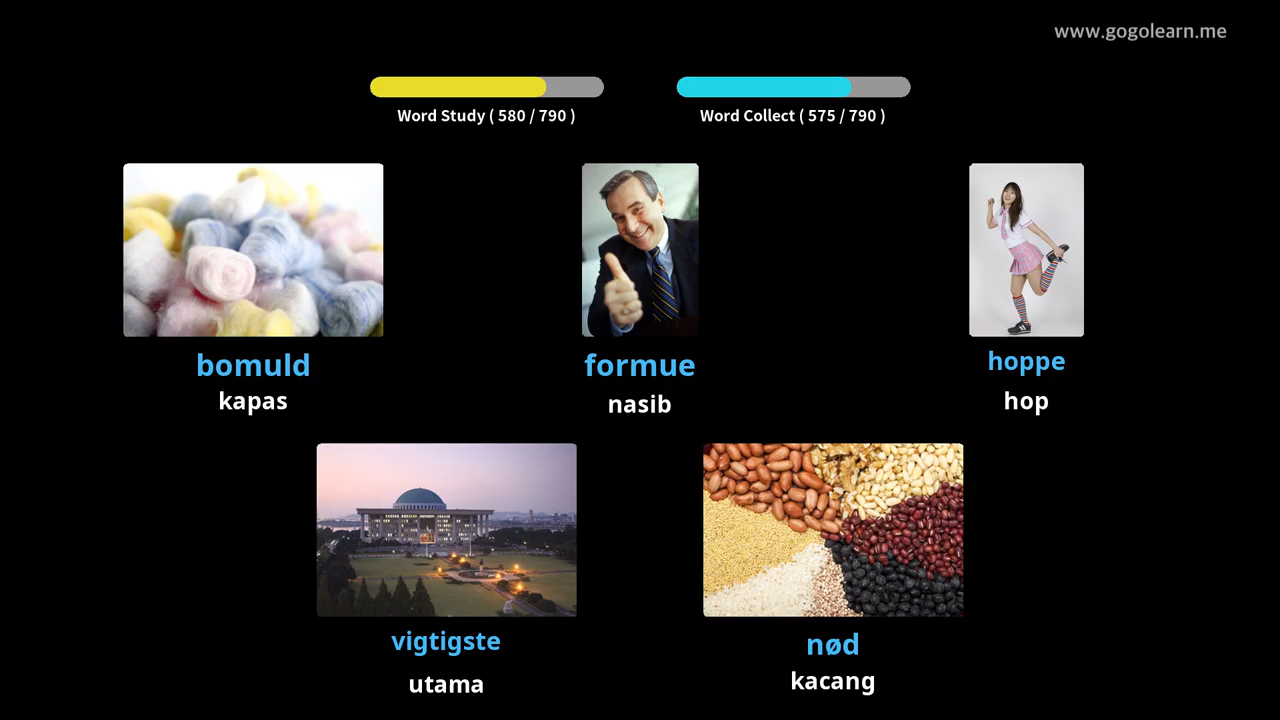 www.gogolearn.me
Word Study ( 580 / 790 )
Word Collect ( 575 / 790 )
bomuld
kapas
formue
nasib
hoppe
hop
vigtigste
utama
nød
kacang